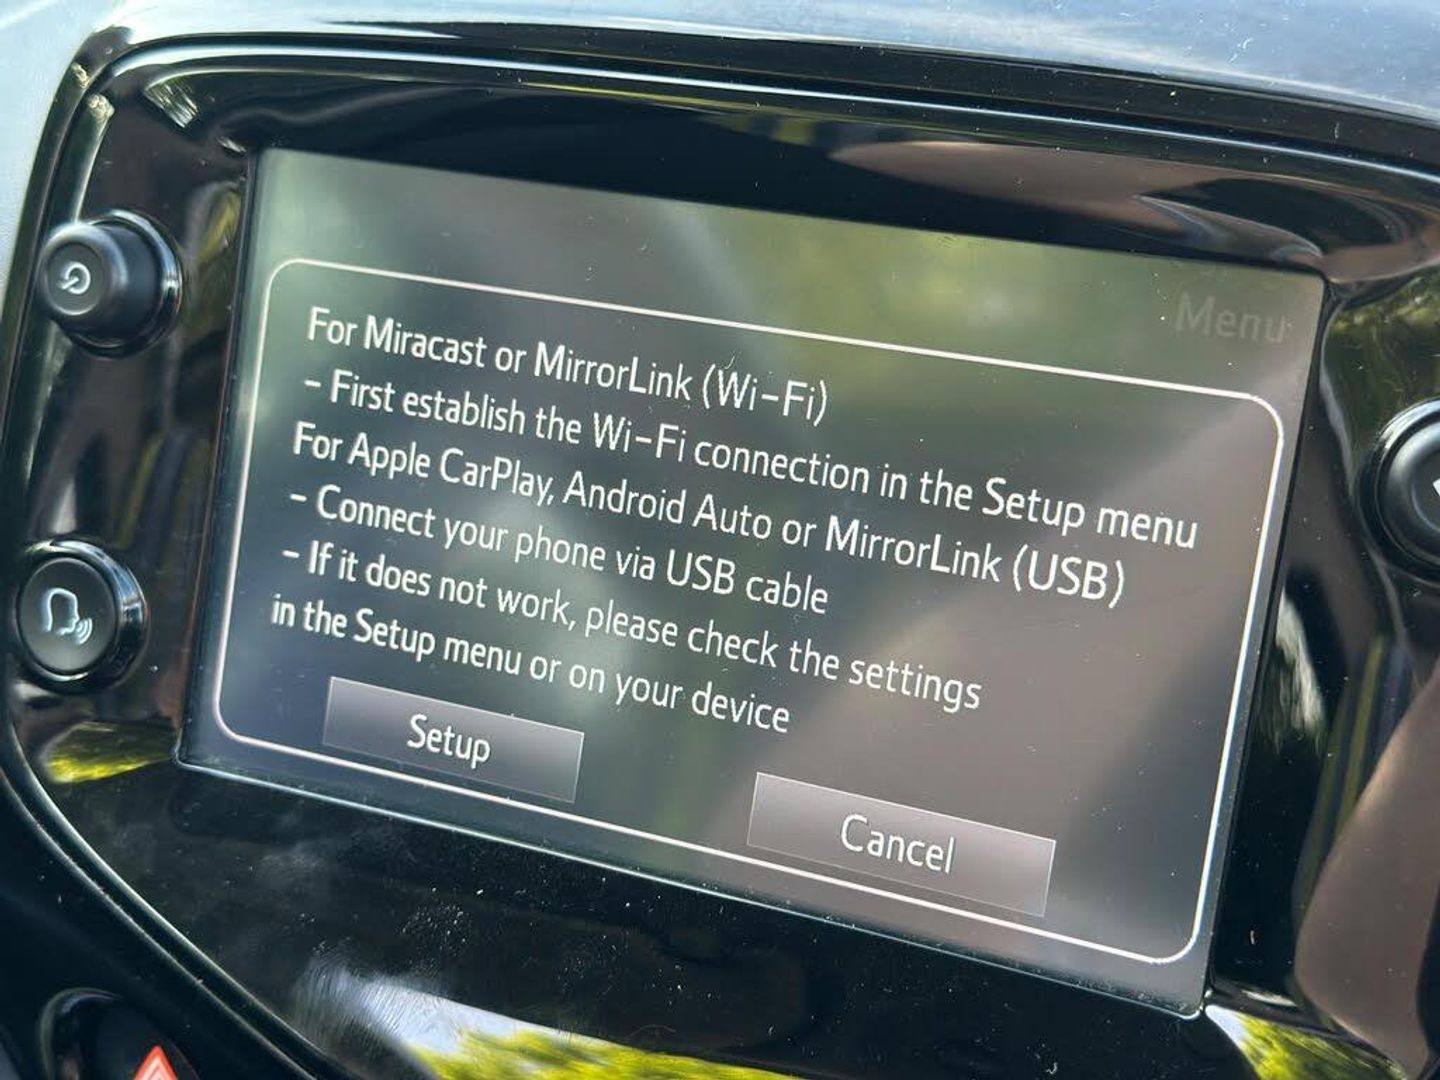 Menu
For Miracast or MirrorLink (Wi-Fi)
- First establish the Wi-Fi connection in the Setup menu
For Apple CarPlay, Android Auto or MirrorLink (USB)
- Connect your phone via USB cable
- If it does not work, please check the settings
in the Setup menu or on your device
Setup
Cancel